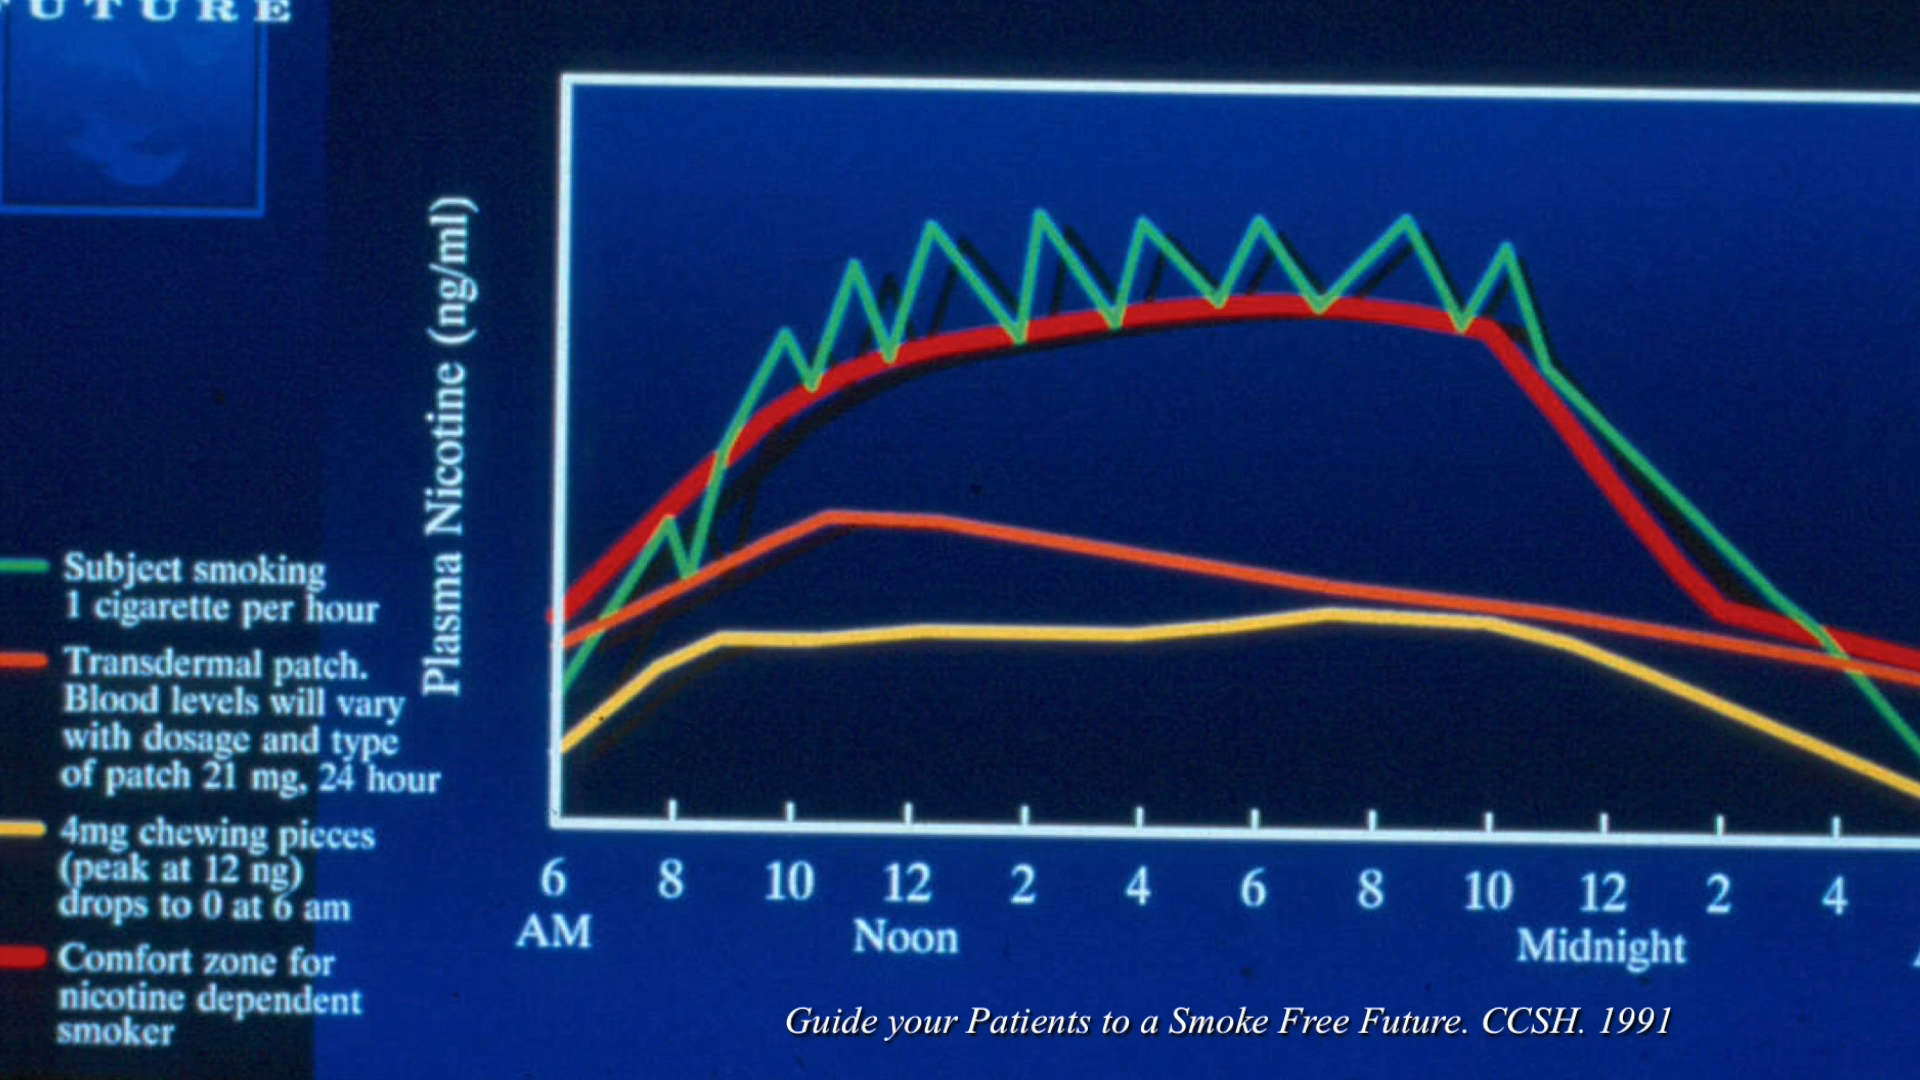 FUTURE
Plasma Nicotine (ng/ml)
Subject smoking
1 cigarette per hour
Transdermal patch.
Blood levels will vary
with dosage and type
of patch 21 mg, 24 hour
4mg chewing pieces
(peak at 12 ng)
drops to 0 at 6 am
Comfort zone for
nicotine dependent
smoker
6 8 10 12 2 4 6 8 10 12 2 4
AM Noon Midnight
Guide your Patients to a Smoke Free Future. CCSH. 1991